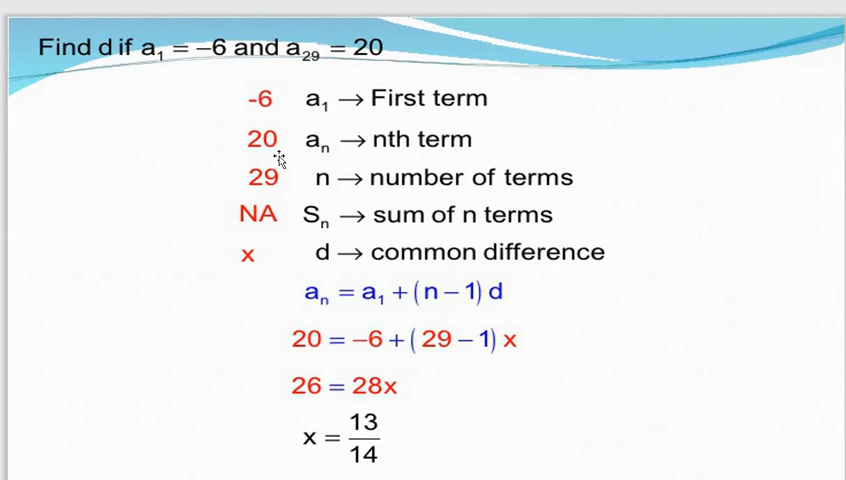 Find d if a₁ = −6 and a₂₉ = 20
-6 a₁ → First term
20 aₙ → nth term
29 n → number of terms
NA Sₙ → sum of n terms
x d → common difference
aₙ = a₁ + (n − 1) d
20 = −6 + (29 − 1) x
26 = 28x
x = 13/14